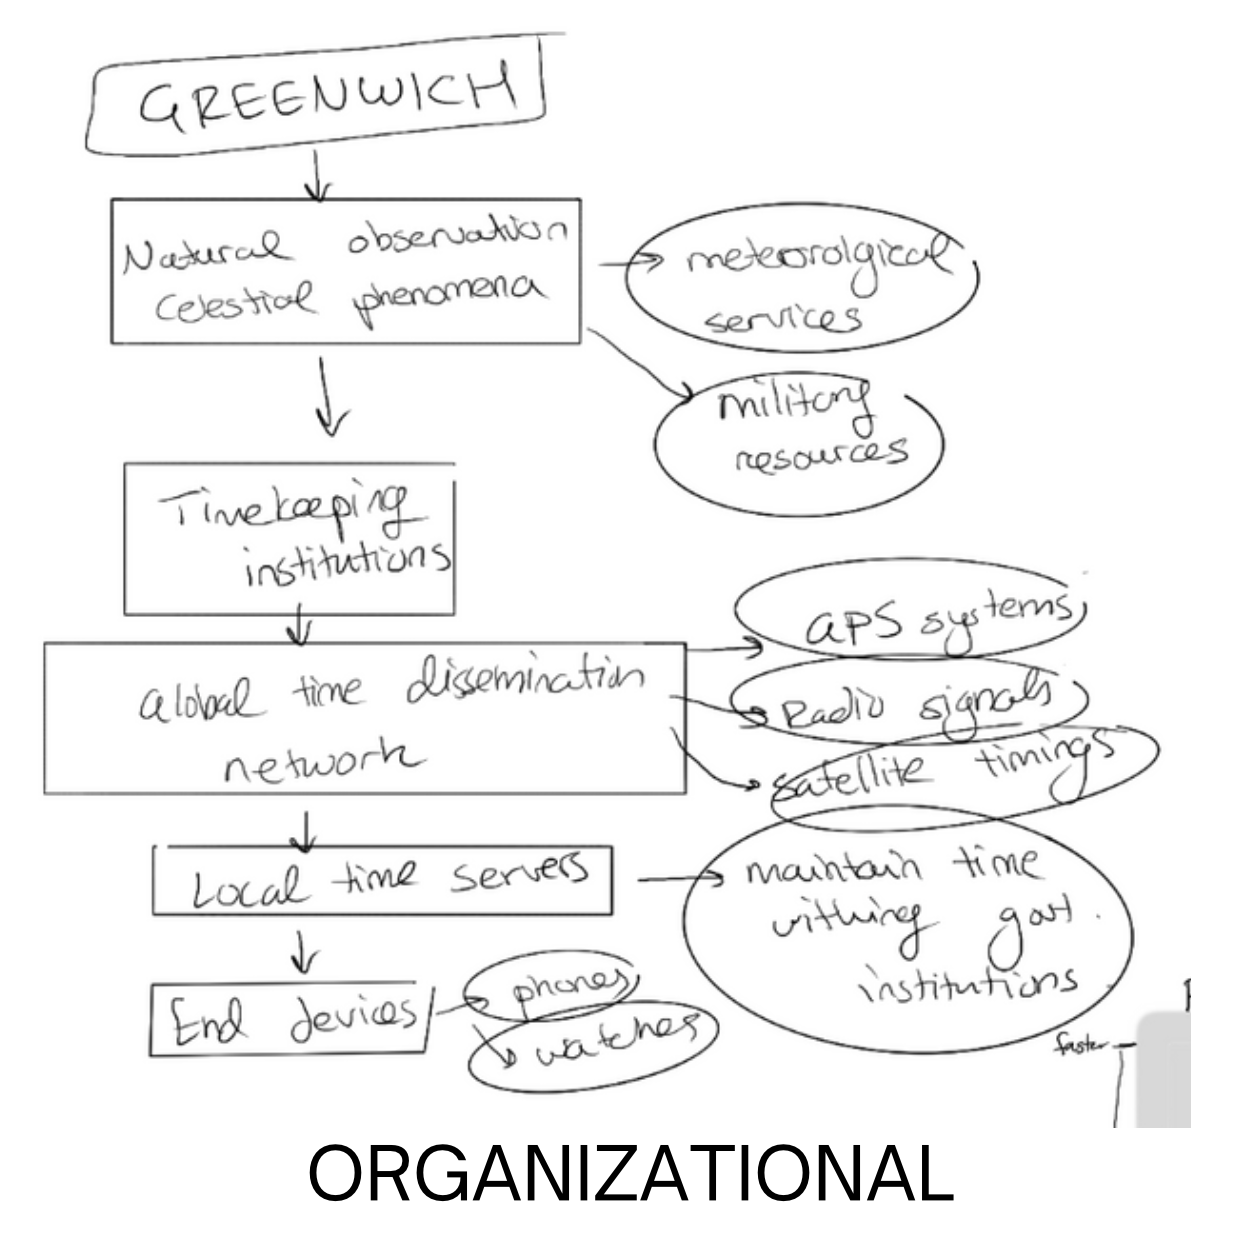 GREENWICH
Natural observation
Celestial phenomena
meteorolgical
services
military
resources
Timekeeping
institutions
GPS systems
Global time dissemination
network
Radio signals
satellite timings
Local time servers
maintain time
withing govt.
institutions
End devices
phones
watches
faster
ORGANIZATIONAL